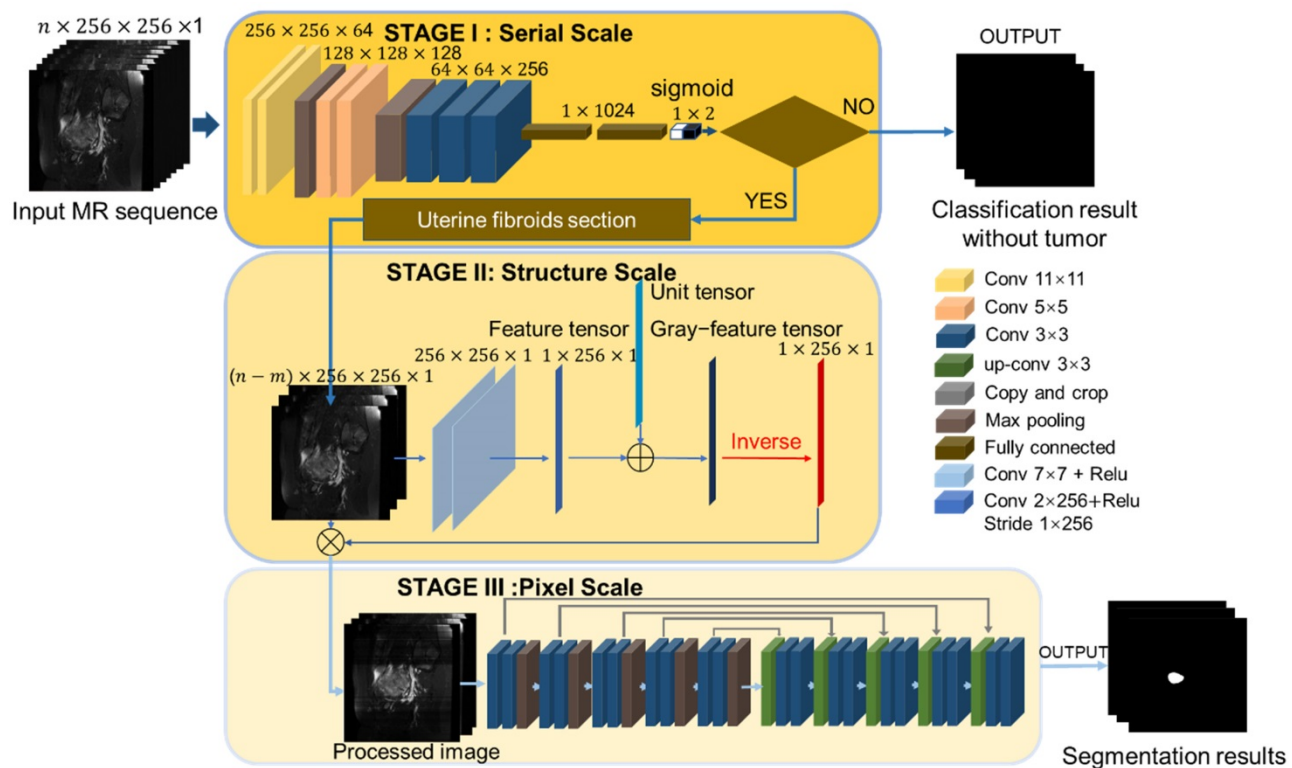 n × 256 × 256 ×1
Input MR sequence
STAGE I : Serial Scale
256 × 256 × 64
128 × 128 × 128
64 × 64 × 256
1 × 1024
sigmoid
1 × 2
NO
YES
Uterine fibroids section
OUTPUT
Classification result
without tumor
STAGE II: Structure Scale
Unit tensor
Feature tensor
Gray−feature tensor
256 × 256 × 1
1 × 256 × 1
1 × 256 × 1
(n − m) × 256 × 256 × 1
Inverse
Conv 11×11
Conv 5×5
Conv 3×3
up-conv 3×3
Copy and crop
Max pooling
Fully connected
Conv 7×7 + Relu
Conv 2×256+Relu
Stride 1×256
STAGE III :Pixel Scale
Processed image
OUTPUT
Segmentation results